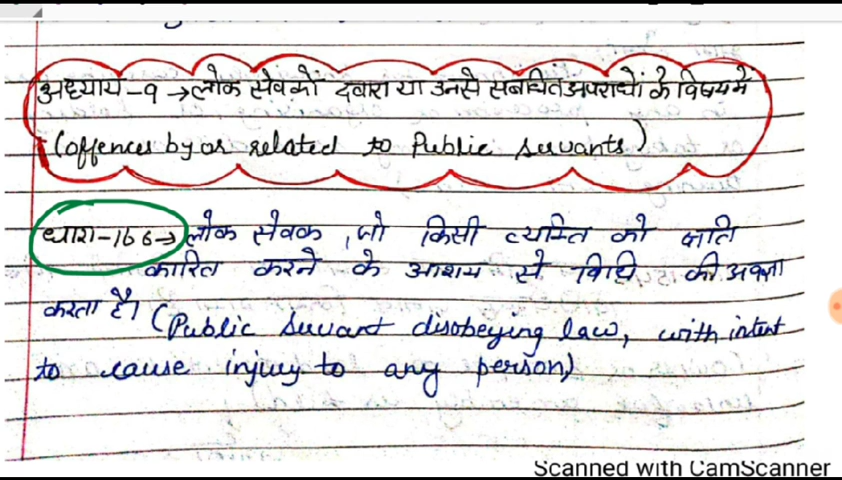 अध्याय-9 → लोक सेवकों द्वारा या उनसे संबंधित अपराधों के विषय में
(offences by or related to Public servants)
धारा-166 → लोक सेवक, जो किसी व्यक्ति को क्षति
कारित करने के आशय से विधि की अवज्ञा
करता है। (Public Servant disobeying law, with intent
to cause injury to any person)
Scanned with CamScanner